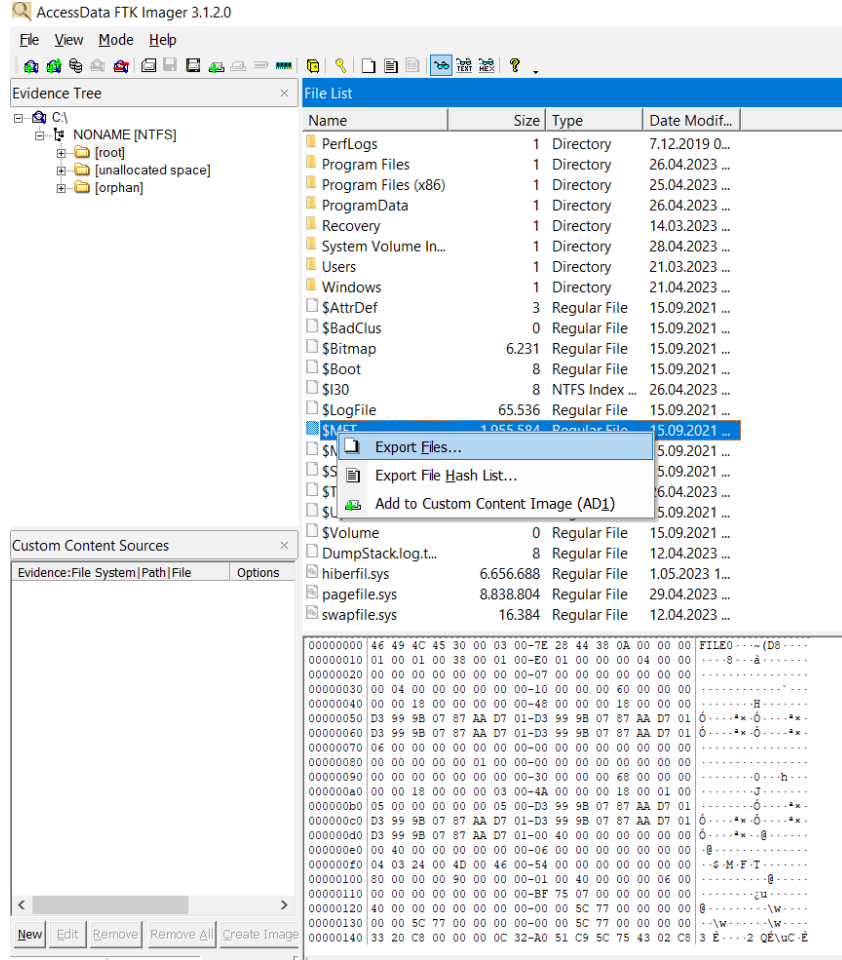 AccessData FTK Imager 3.1.2.0
File View Mode Help
Evidence Tree
C:\
NONAME [NTFS]
[root]
[unallocated space]
[orphan]
File List
Name Size Type Date Modif...
PerfLogs 1 Directory 7.12.2019 0...
Program Files 1 Directory 26.04.2023 ...
Program Files (x86) 1 Directory 25.04.2023 ...
ProgramData 1 Directory 26.04.2023 ...
Recovery 1 Directory 14.03.2023 ...
System Volume In... 1 Directory 28.04.2023 ...
Users 1 Directory 21.03.2023 ...
Windows 1 Directory 21.04.2023 ...
$AttrDef 3 Regular File 15.09.2021 ...
$BadClus 0 Regular File 15.09.2021 ...
$Bitmap 6.231 Regular File 15.09.2021 ...
$Boot 8 Regular File 15.09.2021 ...
$I30 8 NTFS Index ... 26.04.2023 ...
$LogFile 65.536 Regular File 15.09.2021 ...
$MFT 1.955.584 Regular File 15.09.2021 ...
Export Files...
Export File Hash List...
Add to Custom Content Image (AD1)
$Volume 0 Regular File 15.09.2021 ...
DumpStack.log.t... 8 Regular File 12.04.2023 ...
hiberfil.sys 6.656.688 Regular File 1.05.2023 1...
pagefile.sys 8.838.804 Regular File 29.04.2023 ...
swapfile.sys 16.384 Regular File 12.04.2023 ...
Custom Content Sources
Evidence:File System|Path|File Options
New Edit Remove Remove All Create Image
00000000 46 49 4C 45 30 00 03 00-7E 28 44 38 0A 00 00 00 FILE0···~(D8····
00000010 01 00 01 00 38 00 01 00-E0 01 00 00 00 04 00 00 ····8···à·······
00000020 00 00 00 00 00 00 00 00-07 00 00 00 00 00 00 00 ················
00000030 00 04 00 00 00 00 00 00-10 00 00 00 60 00 00 00 ············`···
00000040 00 00 18 00 00 00 00 00-48 00 00 00 18 00 00 00 ········H·······
00000050 D3 99 9B 07 87 AA D7 01-D3 99 9B 07 87 AA D7 01 Ó····ª×·Ó····ª×·
00000060 D3 99 9B 07 87 AA D7 01-D3 99 9B 07 87 AA D7 01 Ó····ª×·Ó····ª×·
00000070 06 00 00 00 00 00 00 00-00 00 00 00 00 00 00 00 ················
00000080 00 00 00 00 01 00 00-00 00 00 00 00 00 00 00 ················
00000090 00 00 00 00 00 00 00 00-30 00 00 00 68 00 00 00 ········0···h···
000000a0 00 00 18 00 00 00 03 00-4A 00 00 00 18 00 01 00 ········J·······
000000b0 05 00 00 00 00 00 05 00-D3 99 9B 07 87 AA D7 01 ········Ó····ª×·
000000c0 D3 99 9B 07 87 AA D7 01-D3 99 9B 07 87 AA D7 01 Ó····ª×·Ó····ª×·
000000d0 D3 99 9B 07 87 AA D7 01-00 40 00 00 00 00 00 00 Ó····ª×··@······
000000e0 00 40 00 00 00 00 00 00-06 00 00 00 00 00 00 00 ·@··············
000000f0 04 03 24 00 4D 00 46 00-54 00 00 00 00 00 00 00 ··$·M·F·T·······
00000100 80 00 00 00 90 00 00 00-01 00 40 00 00 00 06 00 ··········@·····
00000110 00 00 00 00 00 00 00 00-BF 75 07 00 00 00 00 00 ········¿u······
00000120 40 00 00 00 00 00 00 00-00 00 5C 77 00 00 00 00 @·········\w····
00000130 00 00 5C 77 00 00 00 00-00 00 5C 77 00 00 00 00 ··\w······\w····
00000140 33 20 C8 00 00 00 0C 32-A0 51 C9 5C 75 43 02 C8 3 È····2 QÉ\uC·È